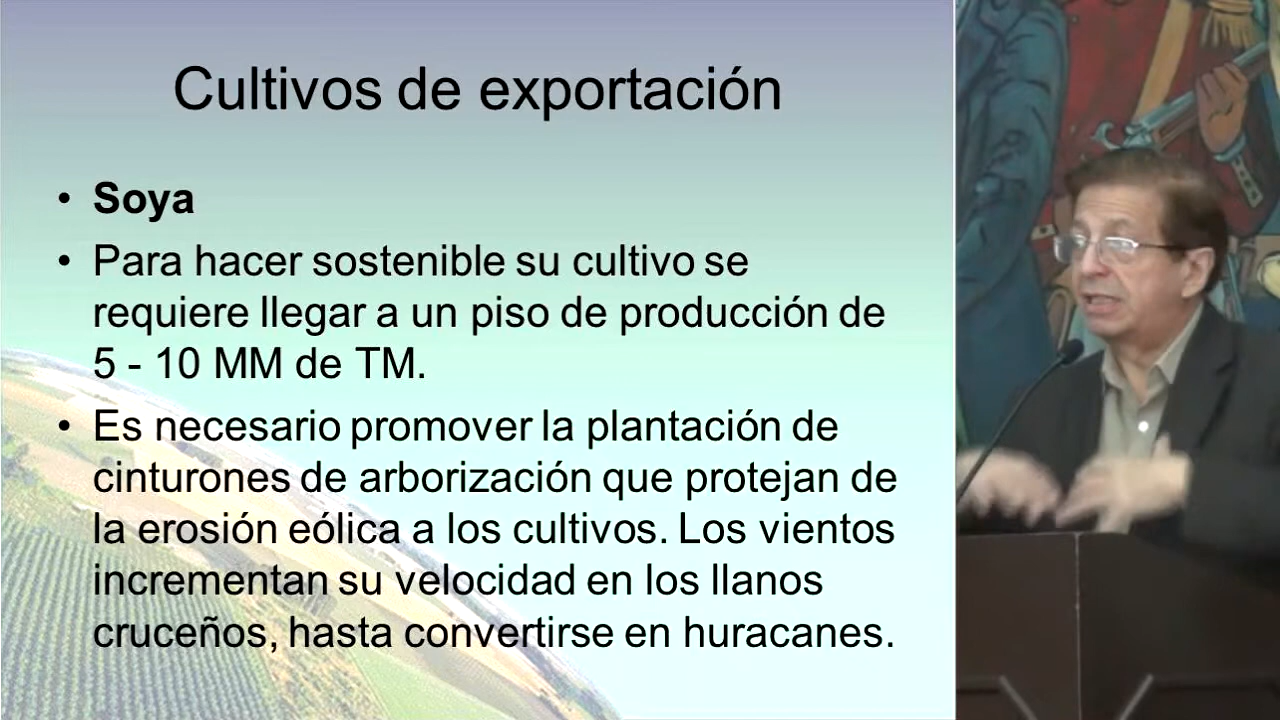 Cultivos de exportación
• Soya
• Para hacer sostenible su cultivo se
requiere llegar a un piso de producción de
5 - 10 MM de TM.
• Es necesario promover la plantación de
cinturones de arborización que protejan de
la erosión eólica a los cultivos. Los vientos
incrementan su velocidad en los llanos
cruceños, hasta convertirse en huracanes.